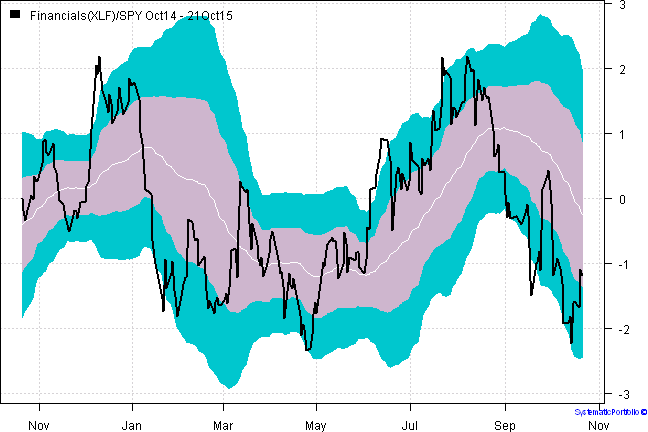 Financials(XLF)/SPY Oct14 - 21Oct15
3
2
1
0
-1
-2
-3
SystematicPortfolio ©
Nov Jan Mar May Jul Sep Nov